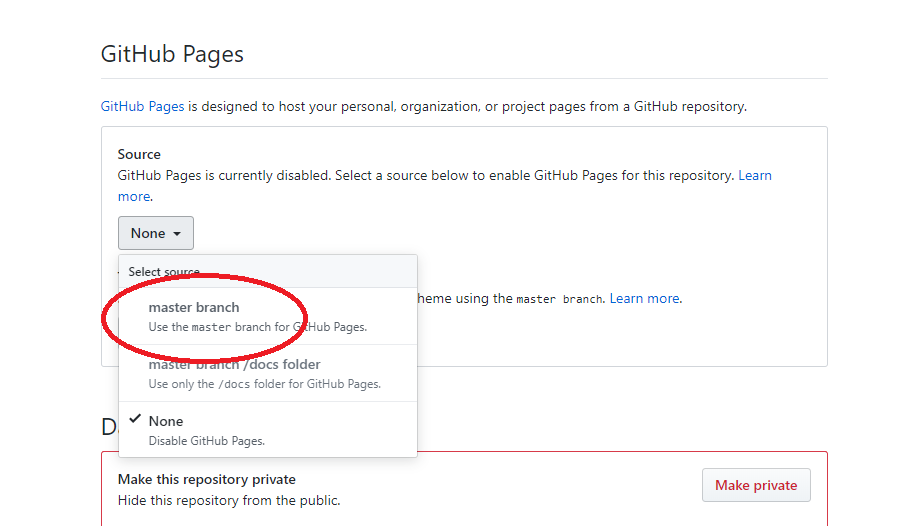 GitHub Pages
GitHub Pages is designed to host your personal, organization, or project pages from a GitHub repository.
Source
GitHub Pages is currently disabled. Select a source below to enable GitHub Pages for this repository. Learn
more.
None
Select source
master branch
Use the master branch for GitHub Pages.
using the master branch. Learn more.
master branch /docs folder
Use only the /docs folder for GitHub Pages.
None
Disable GitHub Pages.
Make this repository private
Hide this repository from the public.
Make private